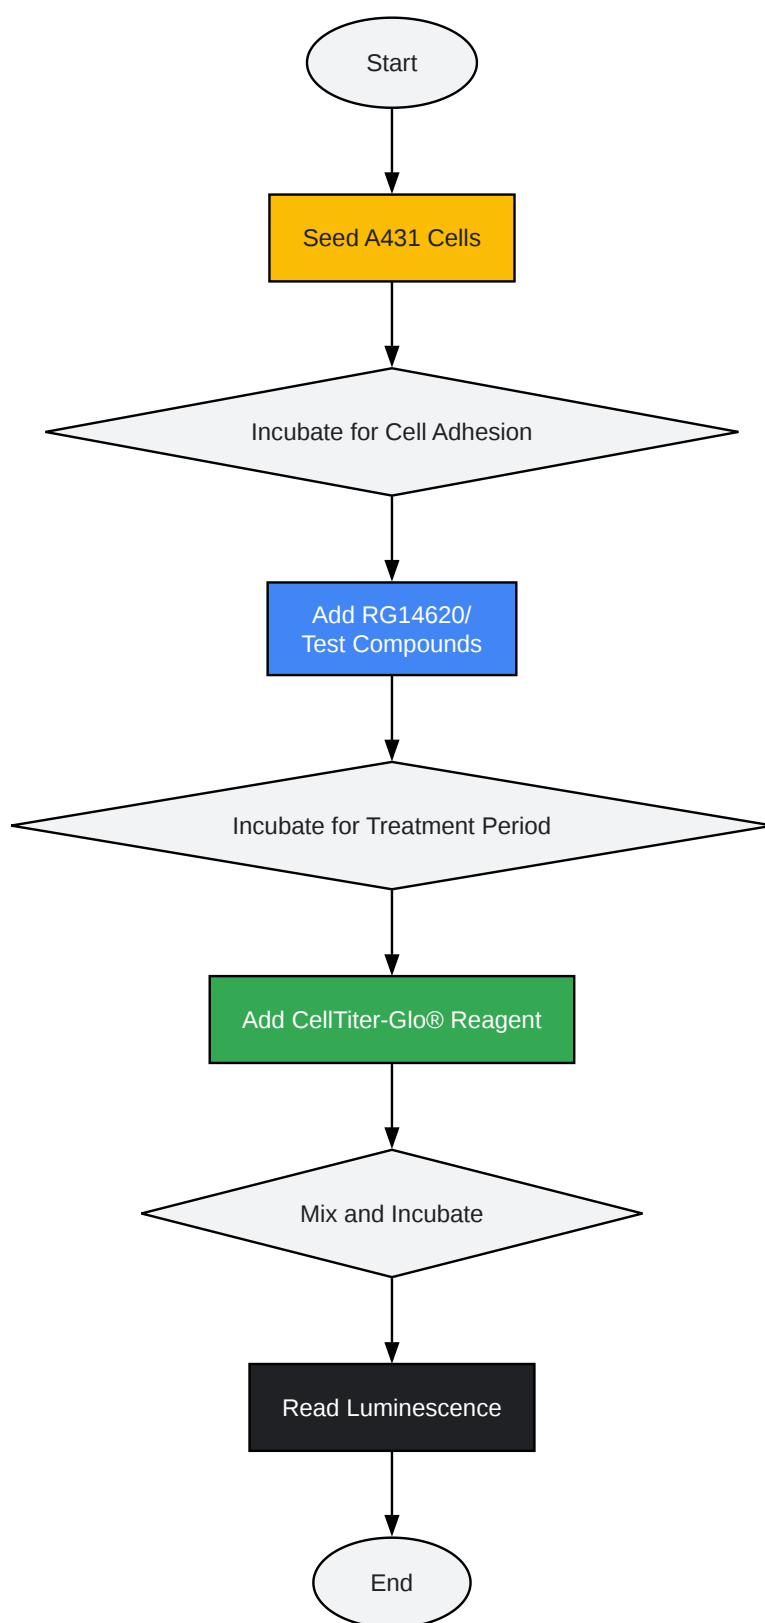 Start
Seed A431 Cells
Incubate for Cell Adhesion
Add RG14620/
Test Compounds
Incubate for Treatment Period
Add CellTiter-Glo® Reagent
Mix and Incubate
Read Luminescence
End